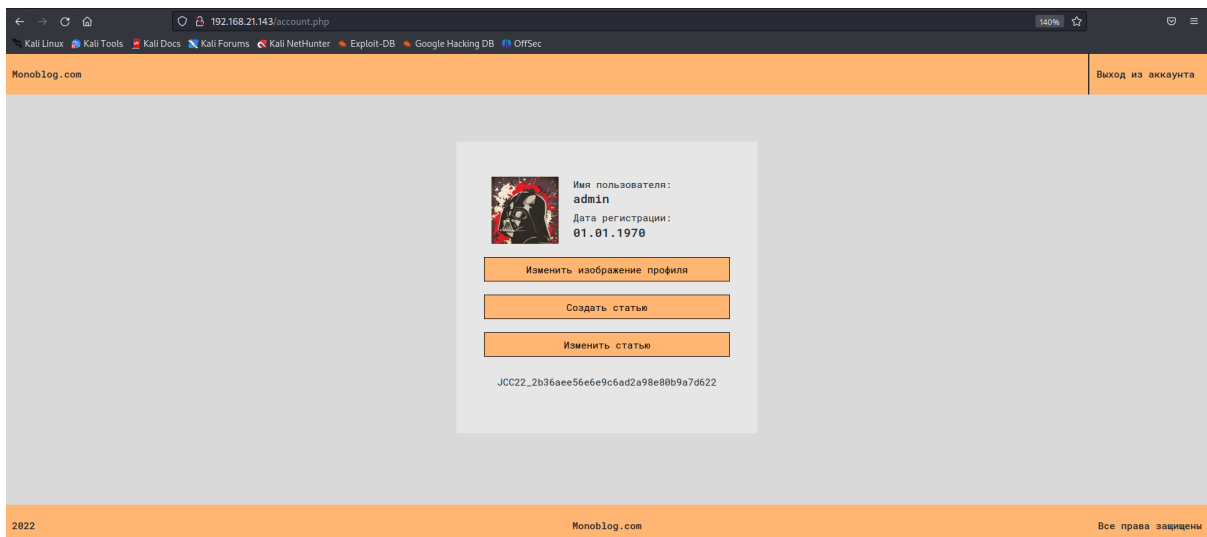 192.168.21.143/account.php
140%
Kali Linux Kali Tools Kali Docs Kali Forums Kali NetHunter Exploit-DB Google Hacking DB OffSec
Monoblog.com
Выход из аккаунта
Имя пользователя:
admin
Дата регистрации:
01.01.1970
Изменить изображение профиля
Создать статью
Изменить статью
JCC22_2b36aee56e6e9c6ad2a98e80b9a7d622
2022
Monoblog.com
Все права защищены